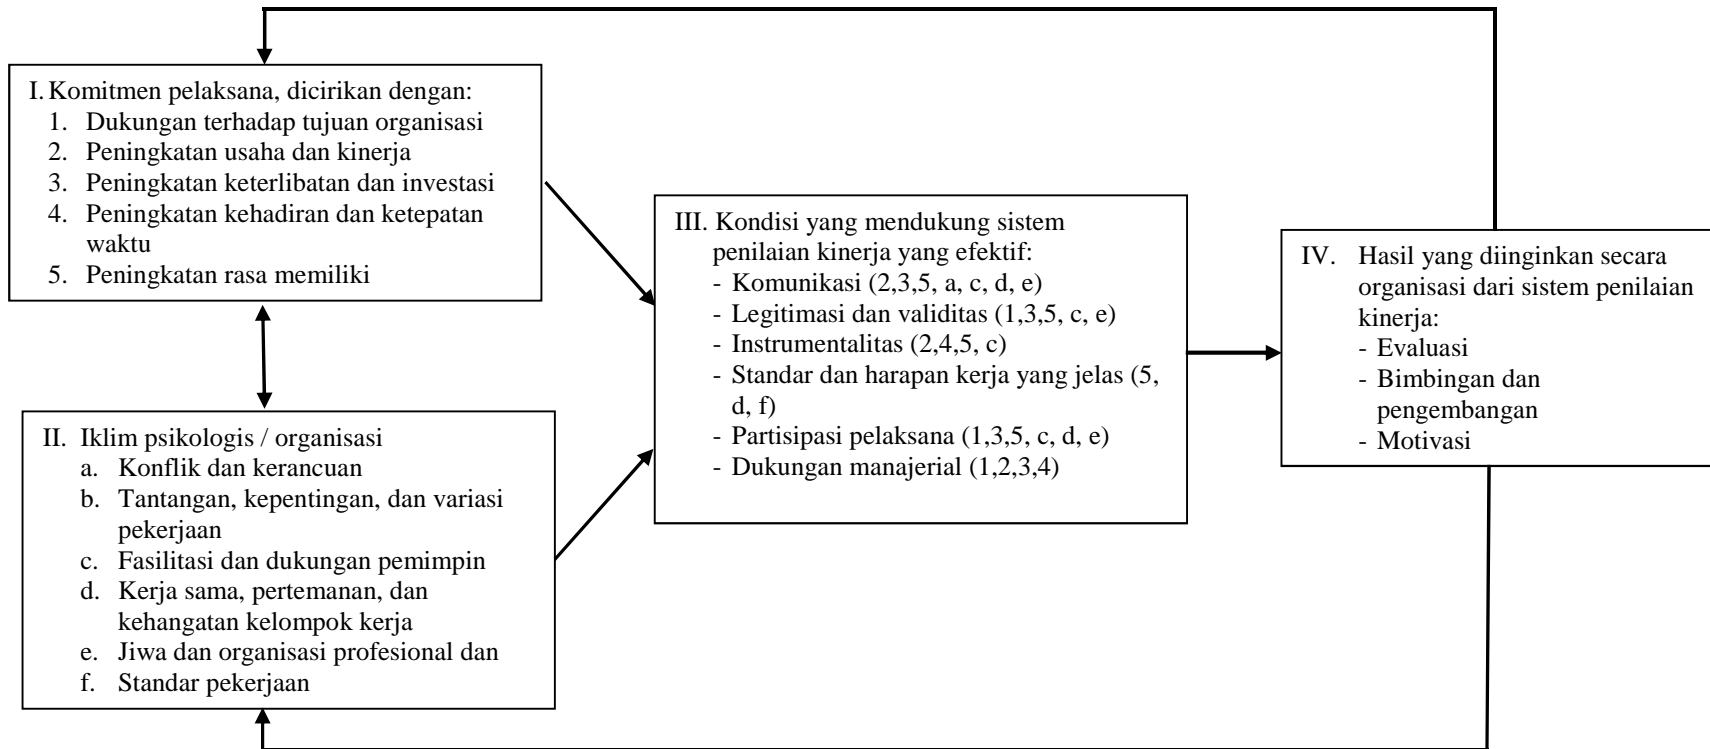 I. Komitmen pelaksana, dicirikan dengan:
1. Dukungan terhadap tujuan organisasi
2. Peningkatan usaha dan kinerja
3. Peningkatan keterlibatan dan investasi
4. Peningkatan kehadiran dan ketepatan
waktu
5. Peningkatan rasa memiliki
II. Iklim psikologis / organisasi
a. Konflik dan kerancuan
b. Tantangan, kepentingan, dan variasi
pekerjaan
c. Fasilitasi dan dukungan pemimpin
d. Kerja sama, pertemanan, dan
kehangatan kelompok kerja
e. Jiwa dan organisasi profesional dan
f. Standar pekerjaan
III. Kondisi yang mendukung sistem
penilaian kinerja yang efektif:
- Komunikasi (2,3,5, a, c, d, e)
- Legitimasi dan validitas (1,3,5, c, e)
- Instrumentalitas (2,4,5, c)
- Standar dan harapan kerja yang jelas (5,
d, f)
- Partisipasi pelaksana (1,3,5, c, d, e)
- Dukungan manajerial (1,2,3,4)
IV. Hasil yang diinginkan secara
organisasi dari sistem penilaian
kinerja:
- Evaluasi
- Bimbingan dan
pengembangan
- Motivasi